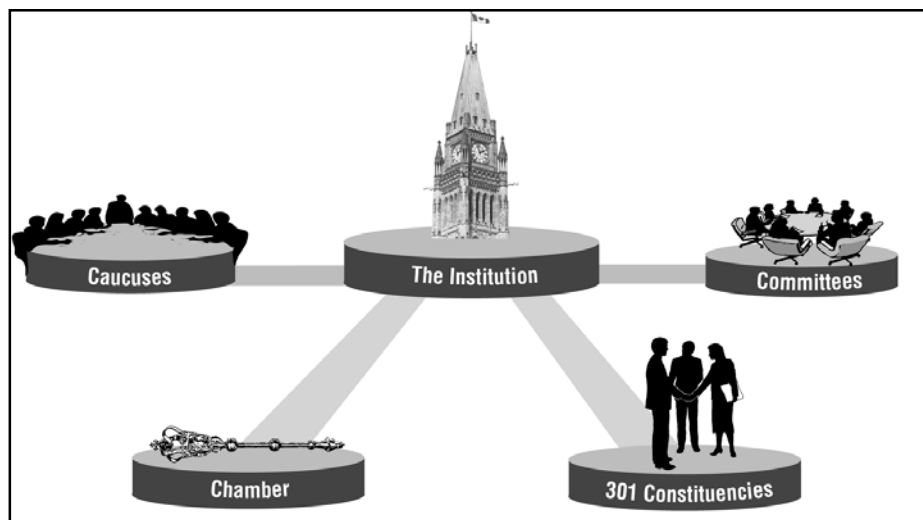 Caucuses
The Institution
Committees
Chamber
301 Constituencies